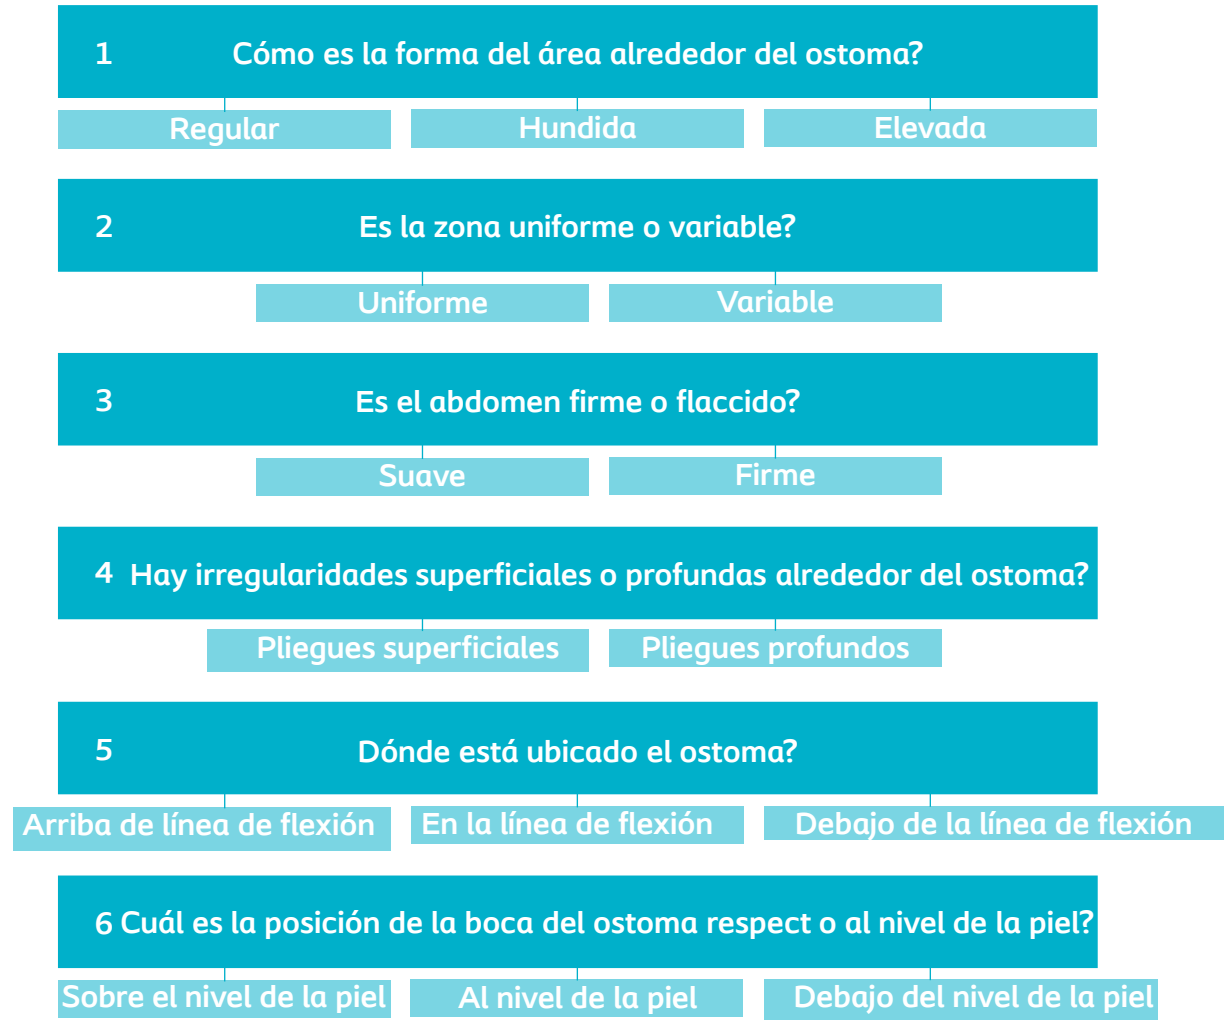 1 Cómo es la forma del área alrededor del ostoma?
Regular Hundida Elevada
2 Es la zona uniforme o variable?
Uniforme Variable
3 Es el abdomen firme o flaccido?
Suave Firme
4 Hay irregularidades superficiales o profundas alrededor del ostoma?
Pliegues superficiales Pliegues profundos
5 Dónde está ubicado el ostoma?
Arriba de línea de flexión En la línea de flexión Debajo de la línea de flexión
6 Cuál es la posición de la boca del ostoma respect o al nivel de la piel?
Sobre el nivel de la piel Al nivel de la piel Debajo del nivel de la piel